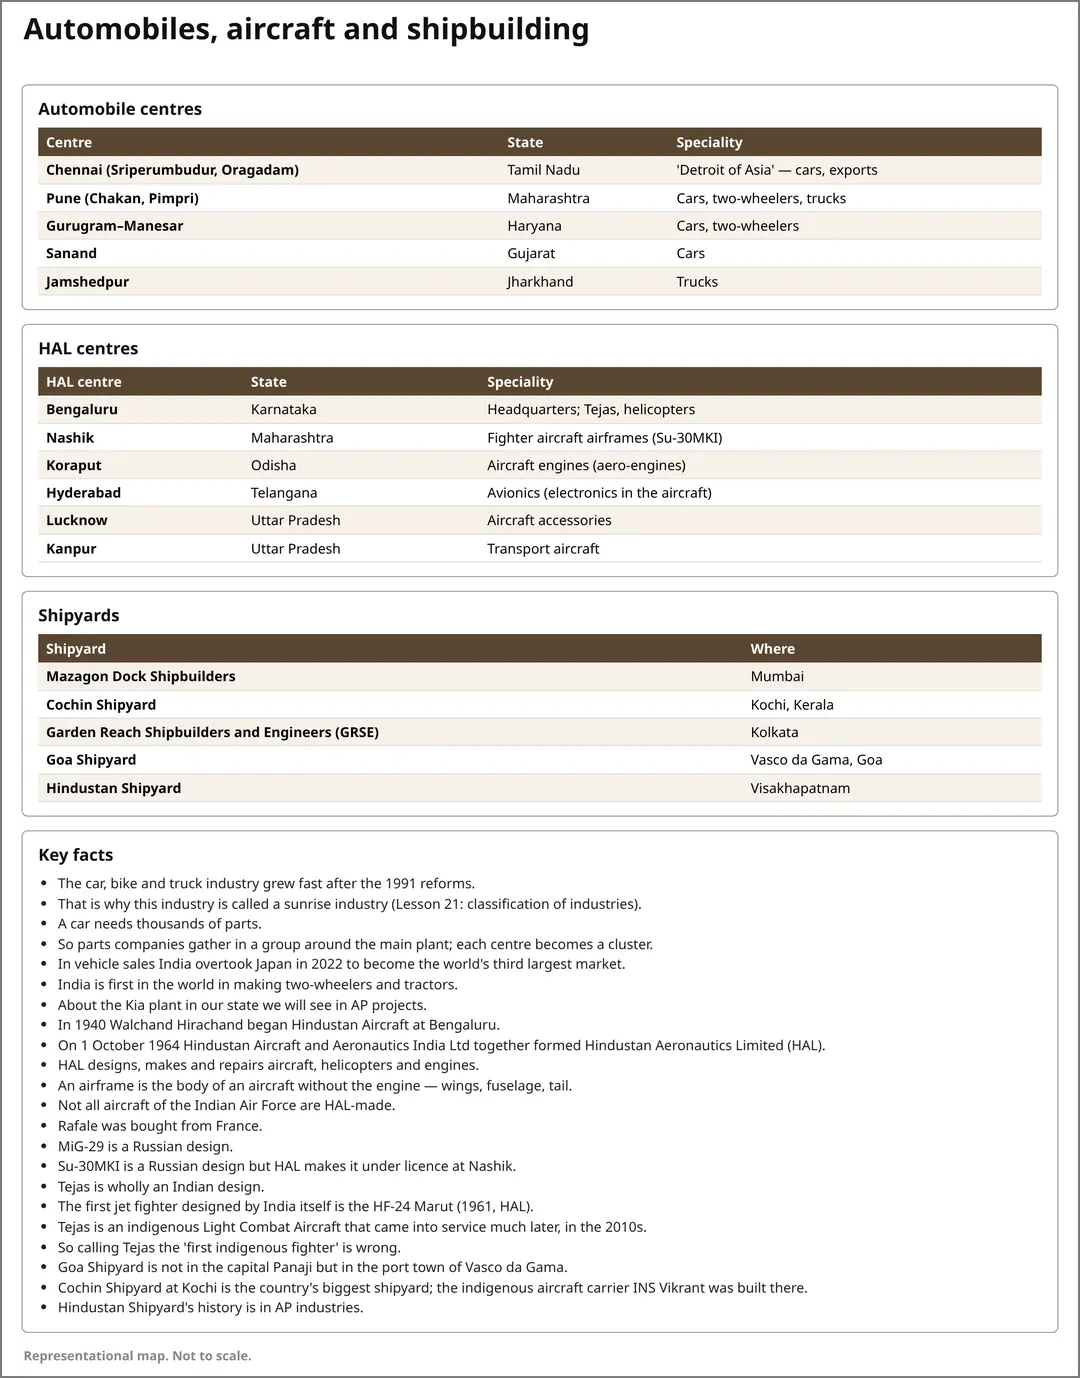 Automobiles, aircraft and shipbuilding
Automobile centres
Centre State Speciality
Chennai (Sriperumbudur, Oragadam) Tamil Nadu 'Detroit of Asia' — cars, exports
Pune (Chakan, Pimpri) Maharashtra Cars, two-wheelers, trucks
Gurugram–Manesar Haryana Cars, two-wheelers
Sanand Gujarat Cars
Jamshedpur Jharkhand Trucks
HAL centres
HAL centre State Speciality
Bengaluru Karnataka Headquarters; Tejas, helicopters
Nashik Maharashtra Fighter aircraft airframes (Su-30MKI)
Koraput Odisha Aircraft engines (aero-engines)
Hyderabad Telangana Avionics (electronics in the aircraft)
Lucknow Uttar Pradesh Aircraft accessories
Kanpur Uttar Pradesh Transport aircraft
Shipyards
Shipyard Where
Mazagon Dock Shipbuilders Mumbai
Cochin Shipyard Kochi, Kerala
Garden Reach Shipbuilders and Engineers (GRSE) Kolkata
Goa Shipyard Vasco da Gama, Goa
Hindustan Shipyard Visakhapatnam
Key facts
• The car, bike and truck industry grew fast after the 1991 reforms.
• That is why this industry is called a sunrise industry (Lesson 21: classification of industries).
• A car needs thousands of parts.
• So parts companies gather in a group around the main plant; each centre becomes a cluster.
• In vehicle sales India overtook Japan in 2022 to become the world's third largest market.
• India is first in the world in making two-wheelers and tractors.
• About the Kia plant in our state we will see in AP projects.
• In 1940 Walchand Hirachand began Hindustan Aircraft at Bengaluru.
• On 1 October 1964 Hindustan Aircraft and Aeronautics India Ltd together formed Hindustan Aeronautics Limited (HAL).
• HAL designs, makes and repairs aircraft, helicopters and engines.
• An airframe is the body of an aircraft without the engine — wings, fuselage, tail.
• Not all aircraft of the Indian Air Force are HAL-made.
• Rafale was bought from France.
• MiG-29 is a Russian design.
• Su-30MKI is a Russian design but HAL makes it under licence at Nashik.
• Tejas is wholly an Indian design.
• The first jet fighter designed by India itself is the HF-24 Marut (1961, HAL).
• Tejas is an indigenous Light Combat Aircraft that came into service much later, in the 2010s.
• So calling Tejas the 'first indigenous fighter' is wrong.
• Goa Shipyard is not in the capital Panaji but in the port town of Vasco da Gama.
• Cochin Shipyard at Kochi is the country's biggest shipyard; the indigenous aircraft carrier INS Vikrant was built there.
• Hindustan Shipyard's history is in AP industries.
Representational map. Not to scale.